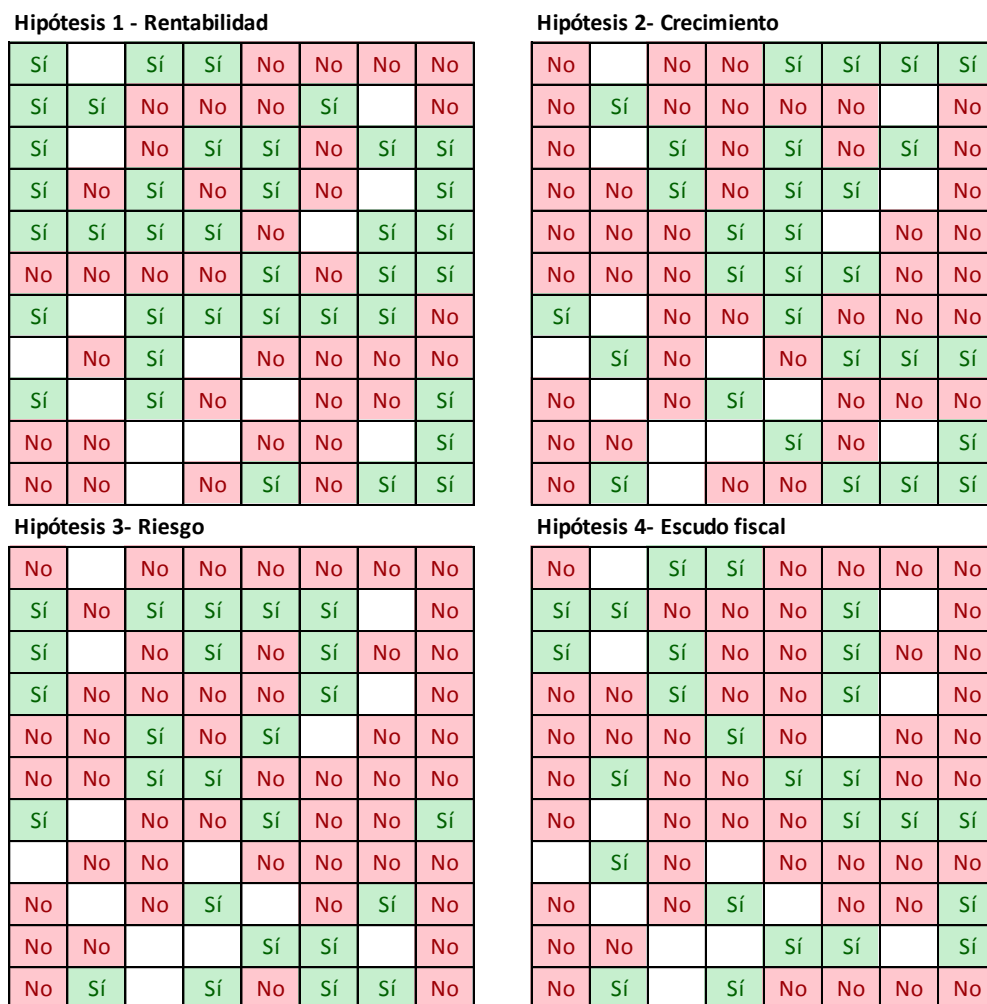 Hipótesis 1 - Rentabilidad
Sí Sí Sí No No No No
Sí Sí No No No Sí No
Sí No Sí Sí No Sí Sí
Sí No Sí No Sí No Sí
Sí Sí Sí Sí No Sí Sí
No No No No Sí No Sí Sí
Sí Sí Sí Sí Sí Sí No
No Sí No No No No
Sí Sí No No No Sí
No No No No Sí
No No No Sí No Sí Sí
Hipótesis 2- Crecimiento
No No No Sí Sí Sí Sí
No Sí No No No No No
No Sí No Sí No Sí No
No No Sí No Sí Sí No
No No No Sí Sí No No
No No No Sí Sí Sí No No
Sí No No Sí No No No
Sí No No Sí Sí Sí
No No Sí No No No
No No Sí No Sí
No Sí No No Sí Sí Sí
Hipótesis 3- Riesgo
No No No No No No No
Sí No Sí Sí Sí Sí No
Sí No Sí No Sí No No
Sí No No No No Sí No
No No Sí No Sí No No
No No Sí Sí No No No No
Sí No No Sí No No Sí
No No No No No No
No No Sí No Sí No
No No Sí Sí No
No Sí Sí No Sí Sí No
Hipótesis 4- Escudo fiscal
No Sí Sí No No No No
Sí Sí No No No Sí No
Sí Sí No No Sí No No
No No Sí No No Sí No
No No No Sí No No No
No Sí No No Sí Sí No No
No No No No Sí Sí Sí
Sí No No No No No
No No Sí No No Sí
No No Sí Sí Sí
No Sí Sí No No No No